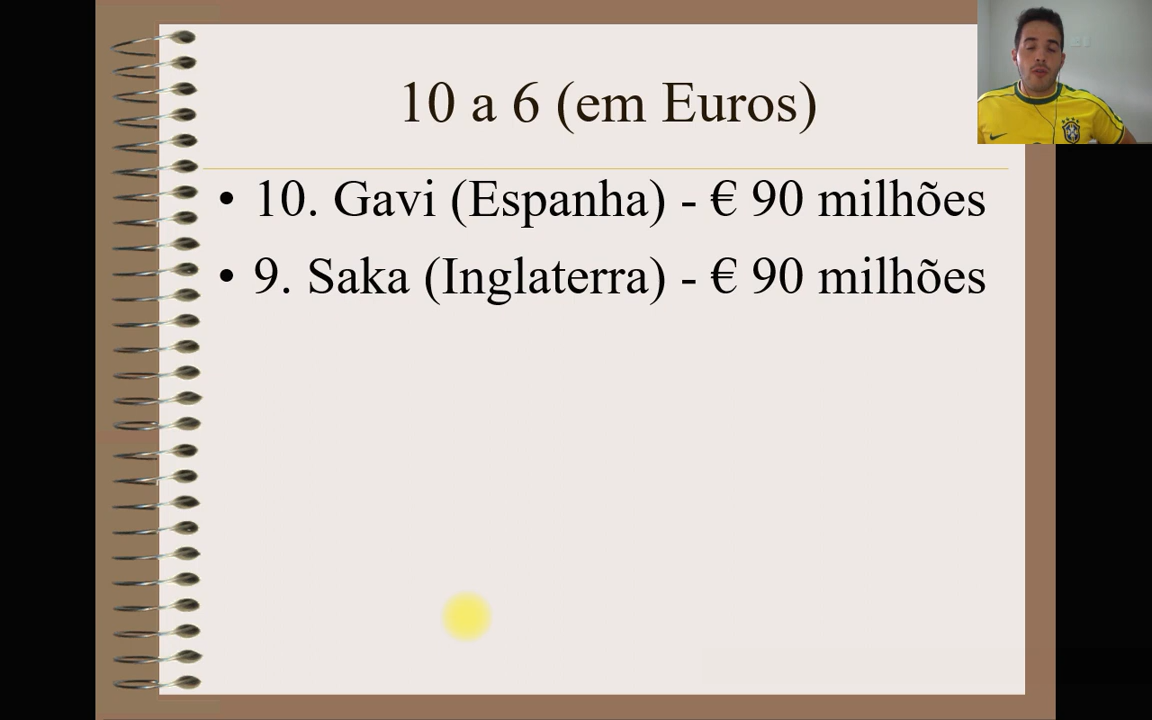 10 a 6 (em Euros)
• 10. Gavi (Espanha) - € 90 milhões
• 9. Saka (Inglaterra) - € 90 milhões